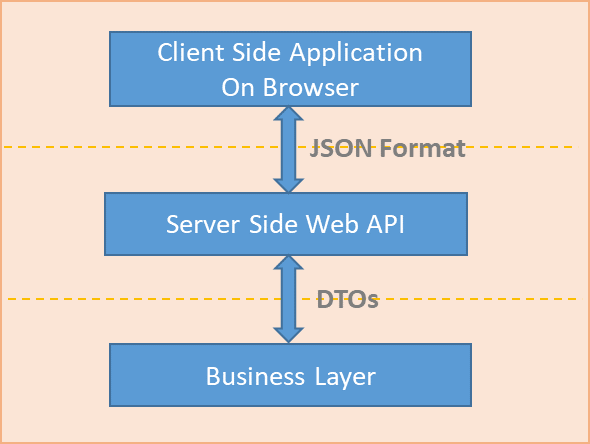 Client Side Application
On Browser
JSON Format
Server Side Web API
DTOs
Business Layer